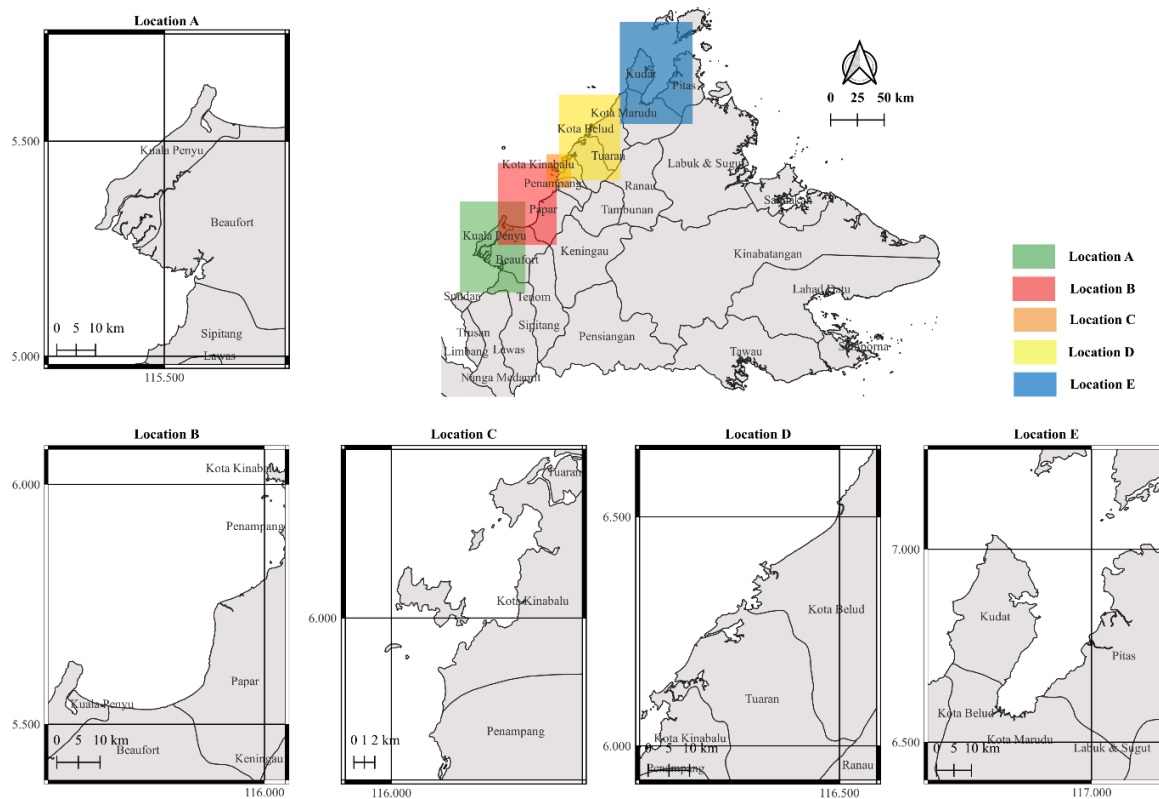 Location A
5.500
5.000
Kuala Penyu
Beaufort
Sipitang
Lawas
0 5 10 km
115.500
Kudat
Pitas
Kota Marudu
Kota Belud
Tuaran
Kota Kinabalu
Penampang
Ranau
Labuk & Sugut
Papar
Tambunan
Kuala Penyu
Keningau
Beaufort
Kinabatangan
Lahad Datu
Tenom
Sipitang
Pensiangan
Tawau
Limbang
Lawas
Nanga Medamit
0 25 50 km
Location A
Location B
Location C
Location D
Location E
Location B
6.000
5.500
Kota Kinabalu
Penampang
Papar
Kuala Penyu
Beaufort
Keningau
0 5 10 km
116.000
Location C
6.000
Tuaran
Kota Kinabalu
Penampang
0 1 2 km
116.000
Location D
6.500
6.000
Kota Belud
Tuaran
Kota Kinabalu
Penampang
Ranau
0 5 10 km
116.500
Location E
7.000
6.500
Kudat
Pitas
Kota Belud
Kota Marudu
Labuk & Sugut
0 5 10 km
117.000